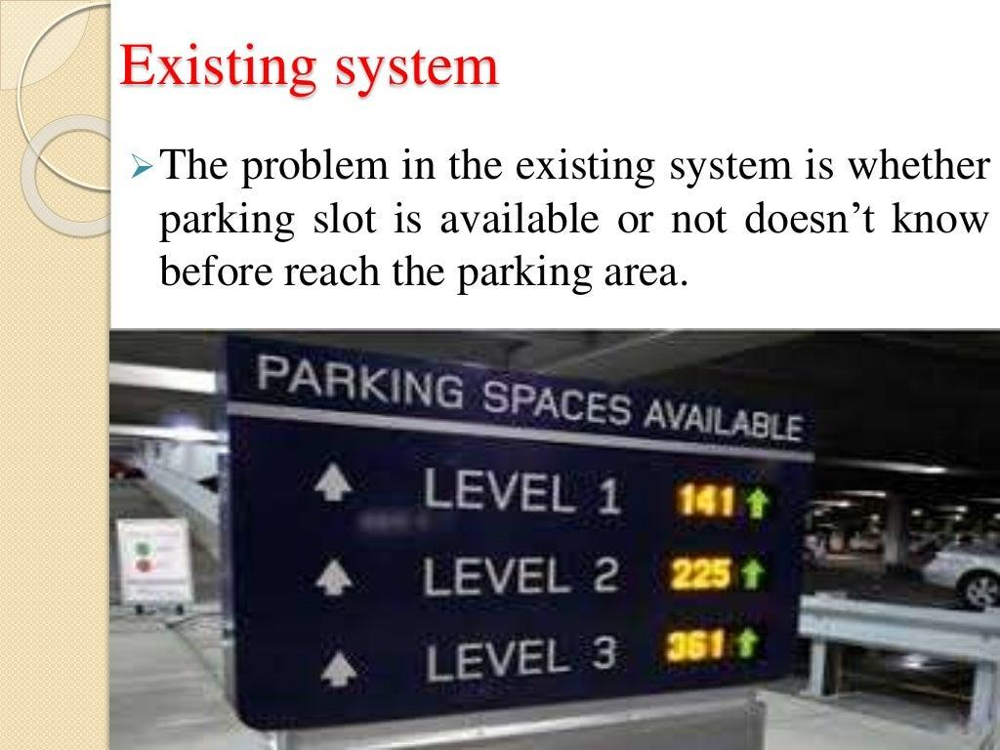 Existing system
➢The problem in the existing system is whether
parking slot is available or not doesn’t know
before reach the parking area.
PARKING SPACES AVAILABLE
LEVEL 1 141
LEVEL 2 225
LEVEL 3 361